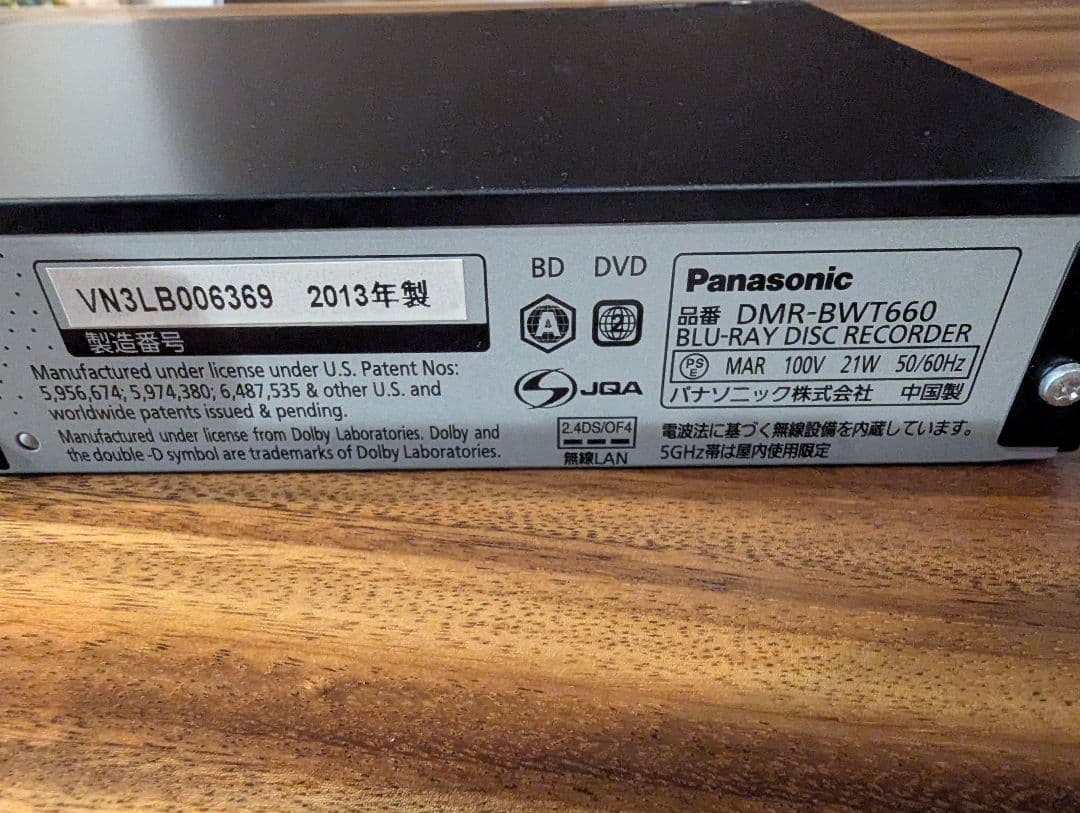 VN3LB006369 2013年製
製造番号
Manufactured under license under U.S. Patent Nos:
5,956,674; 5,974,380; 6,487,535 & other U.S. and
worldwide patents issued & pending.
Manufactured under license from Dolby Laboratories. Dolby and
the double -D symbol are trademarks of Dolby Laboratories.
BD DVD
A 2
JQA
2.4DS/OF4
無線LAN
Panasonic
品番 DMR-BWT660
BLU-RAY DISC RECORDER
PS E MAR 100V 21W 50/60Hz
パナソニック株式会社 中国製
電波法に基づく無線設備を内蔵しています。
5GHz帯は屋内使用限定